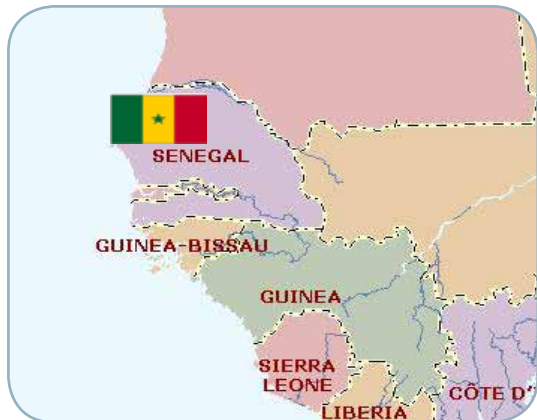 SENEGAL
GUINEA-BISSAU
GUINEA
SIERRA
LEONE
CÔTE D'
LIBERIA